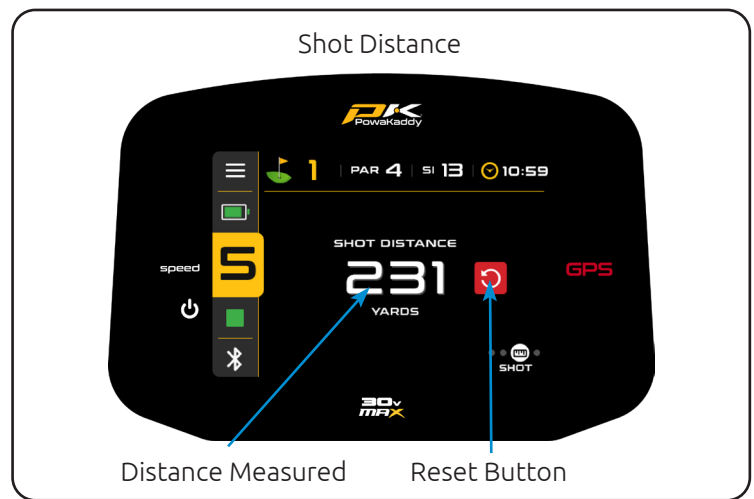 Shot Distance
PK
PowaKaddy
1 PAR 4 SI 13 10:59
speed
S
SHOT DISTANCE
231
YARDS
GPS
SHOT
30v
MAX
Distance Measured Reset Button